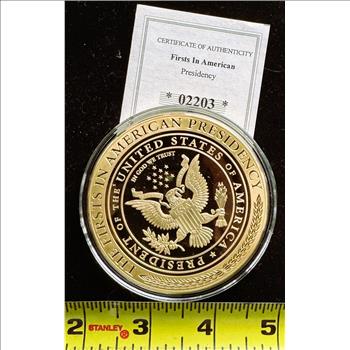 CERTIFICATE OF AUTHENTICITY
Firsts In American
Presidency
* 02203 *
THE FIRSTS IN AMERICAN PRESIDENCY
PRESIDENT OF THE UNITED STATES OF AMERICA
IN GOD WE TRUST
2 STANLEY 3 4 5